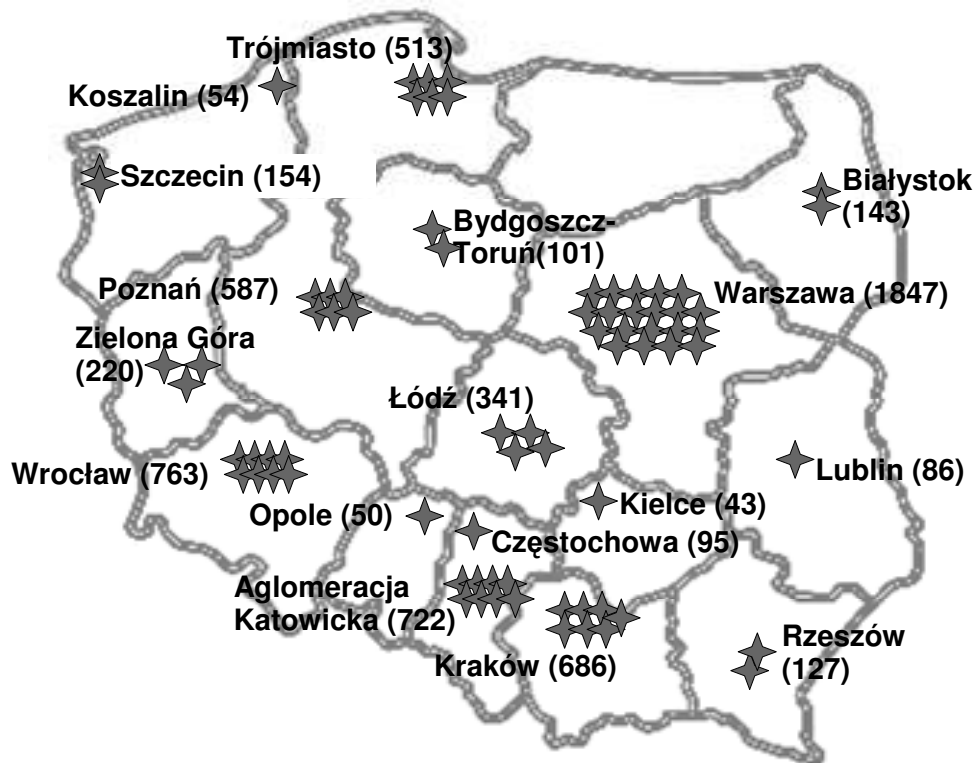 Trójmiasto (513)
Koszalin (54)
Szczecin (154)
Białystok
(143)
Bydgoszcz-
Toruń(101)
Poznań (587)
Warszawa (1847)
Zielona Góra
(220)
Łódź (341)
Wrocław (763)
Lublin (86)
Opole (50)
Kielce (43)
Częstochowa (95)
Aglomeracja
Katowicka (722)
Kraków (686)
Rzeszów
(127)